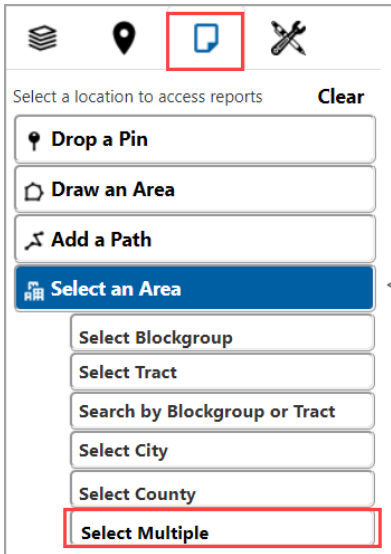 Select a location to access reports Clear
Drop a Pin
Draw an Area
Add a Path
Select an Area
Select Blockgroup
Select Tract
Search by Blockgroup or Tract
Select City
Select County
Select Multiple